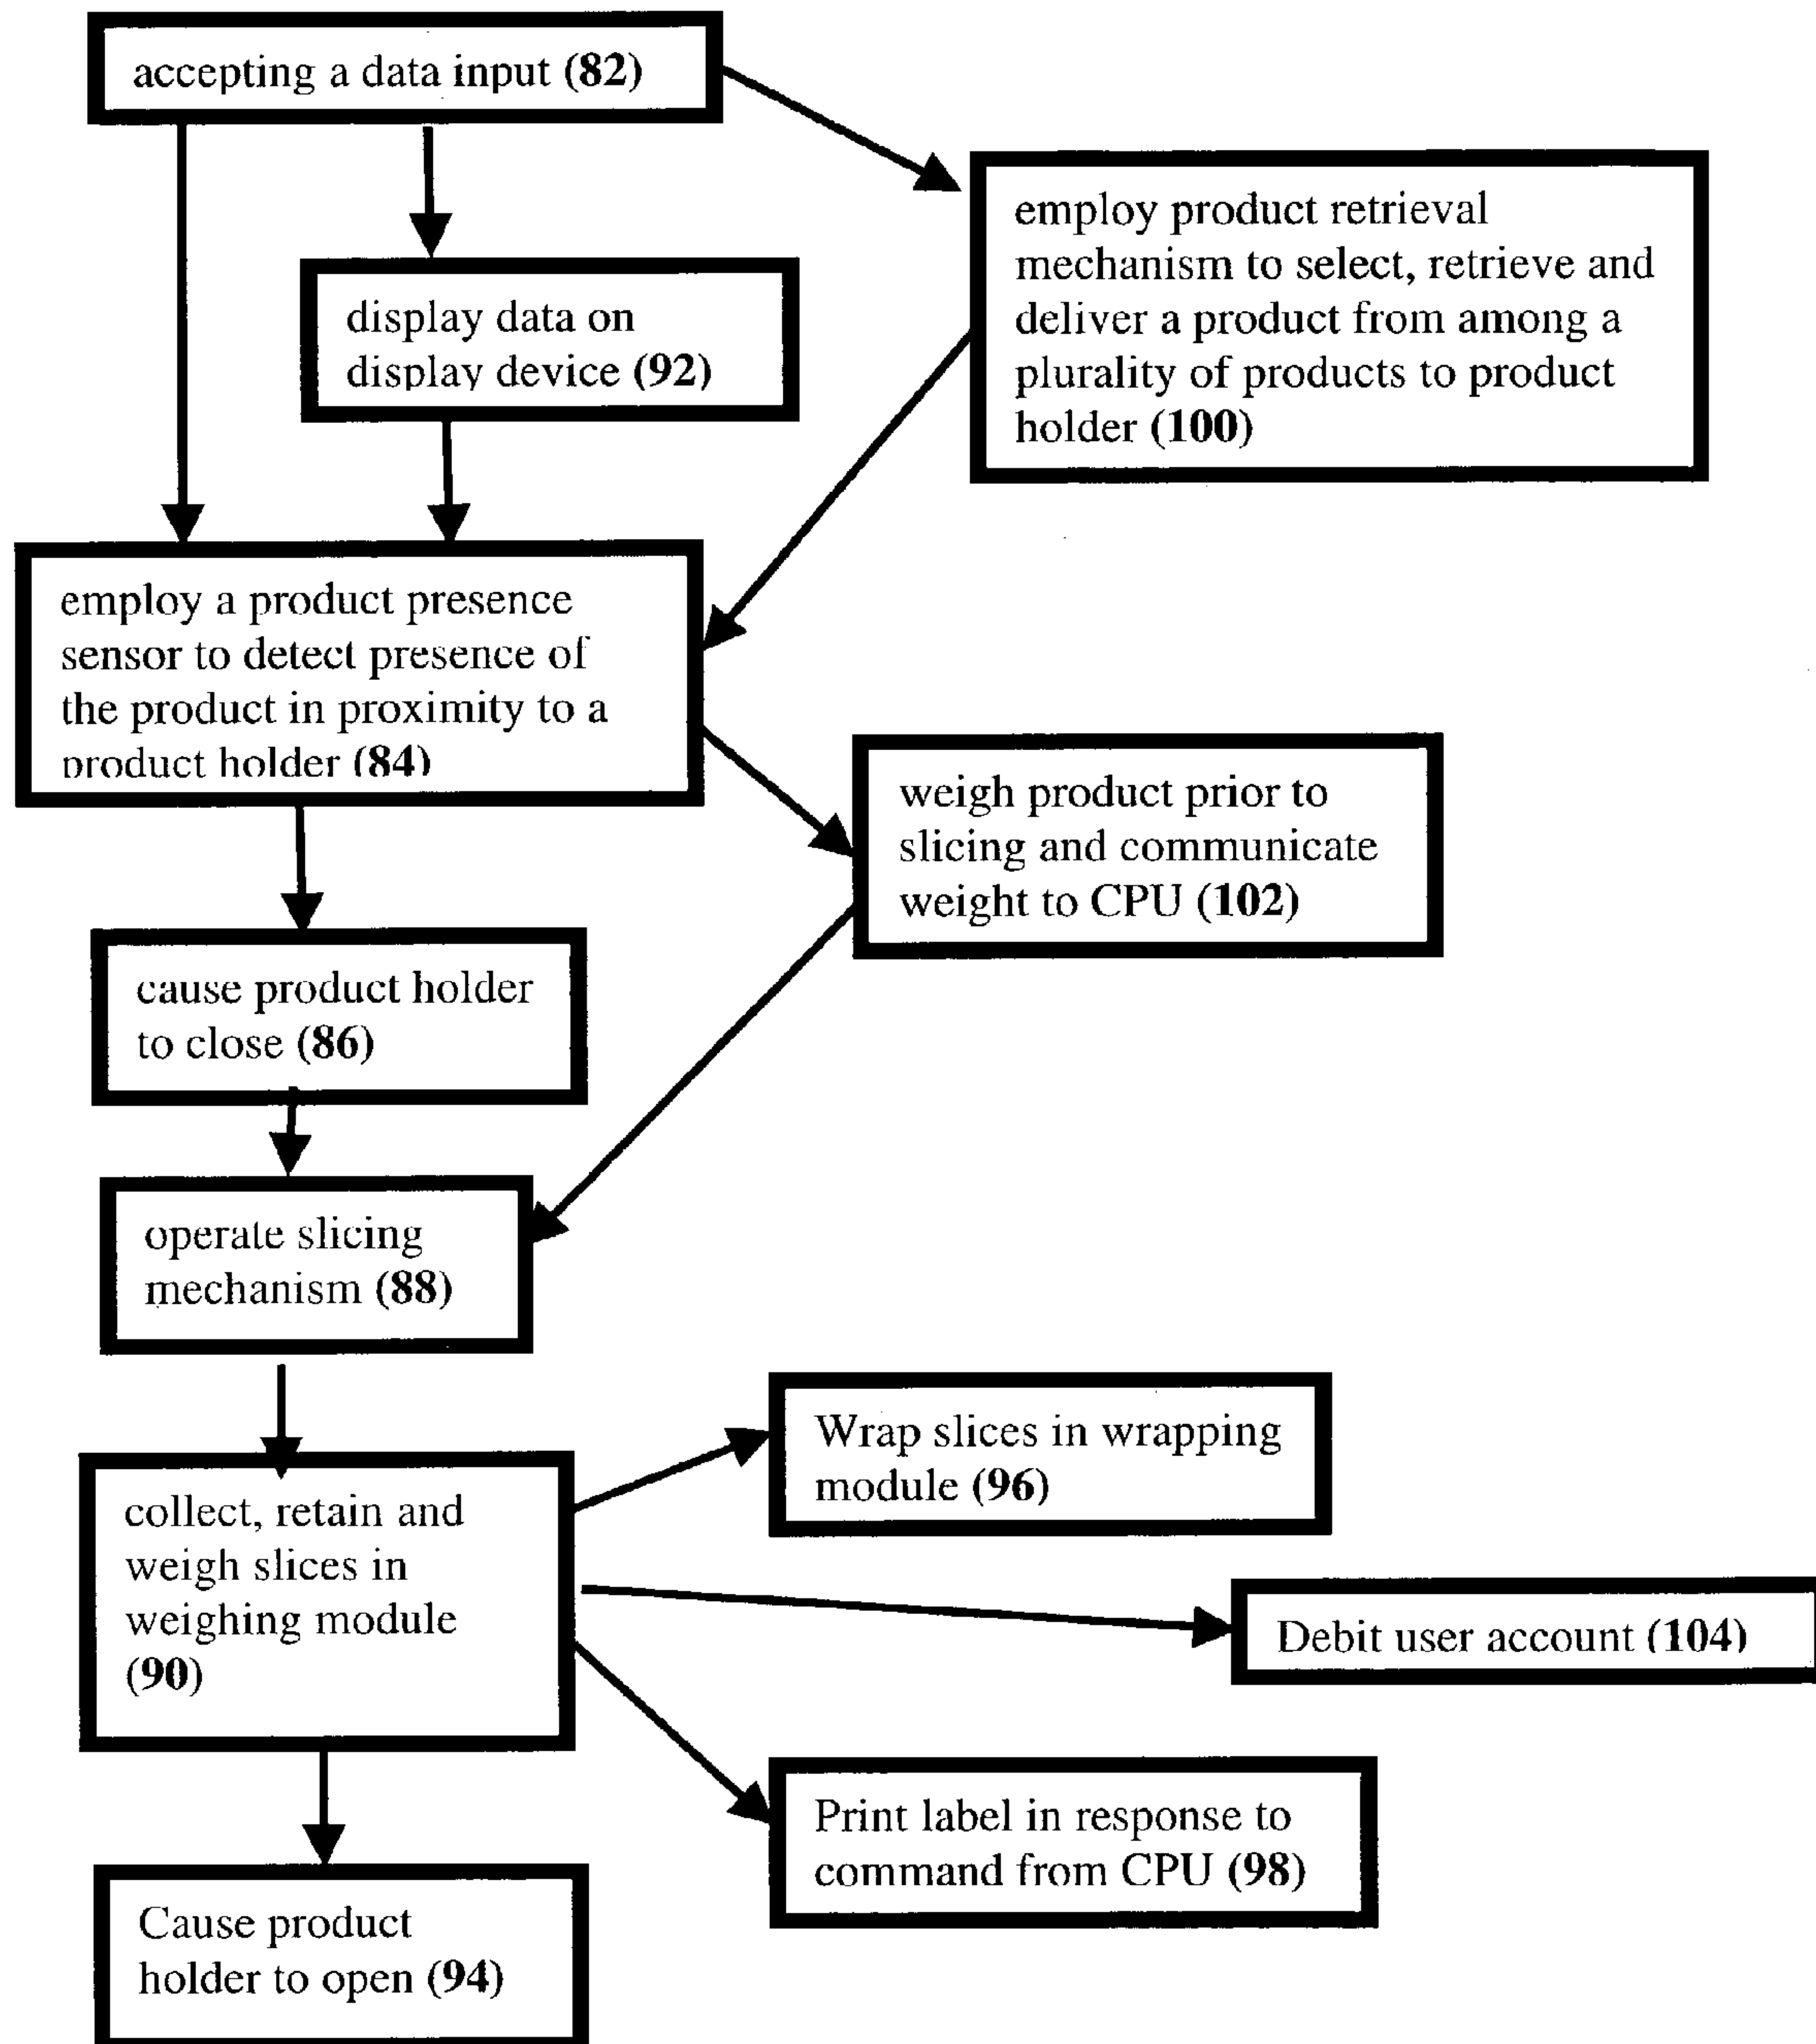 accepting a data input (82)
employ product retrieval
mechanism to select, retrieve and
deliver a product from among a
plurality of products to product
holder (100)
display data on
display device (92)
employ a product presence
sensor to detect presence of
the product in proximity to a
product holder (84)
weigh product prior to
slicing and communicate
weight to CPU (102)
cause product holder
to close (86)
operate slicing
mechanism (88)
Wrap slices in wrapping
module (96)
collect, retain and
weigh slices in
weighing module
(90)
Debit user account (104)
Print label in response to
command from CPU (98)
Cause product
holder to open (94)